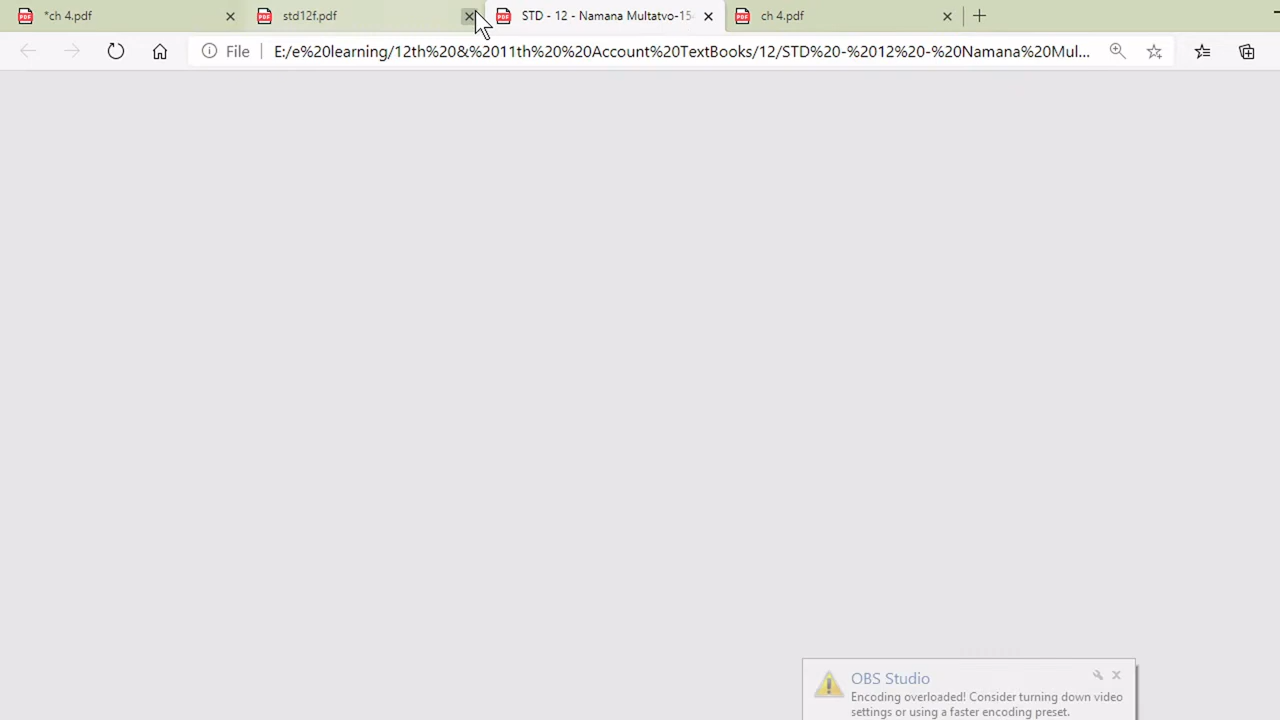 *ch 4.pdf
std12f.pdf
STD - 12 - Namana Multatvo-15
ch 4.pdf
File
E:/e%20learning/12th%20&%2011th%20%20Account%20TextBooks/12/STD%20-%2012%20-%20Namana%20Mul...
OBS Studio
Encoding overloaded! Consider turning down video
settings or using a faster encoding preset.